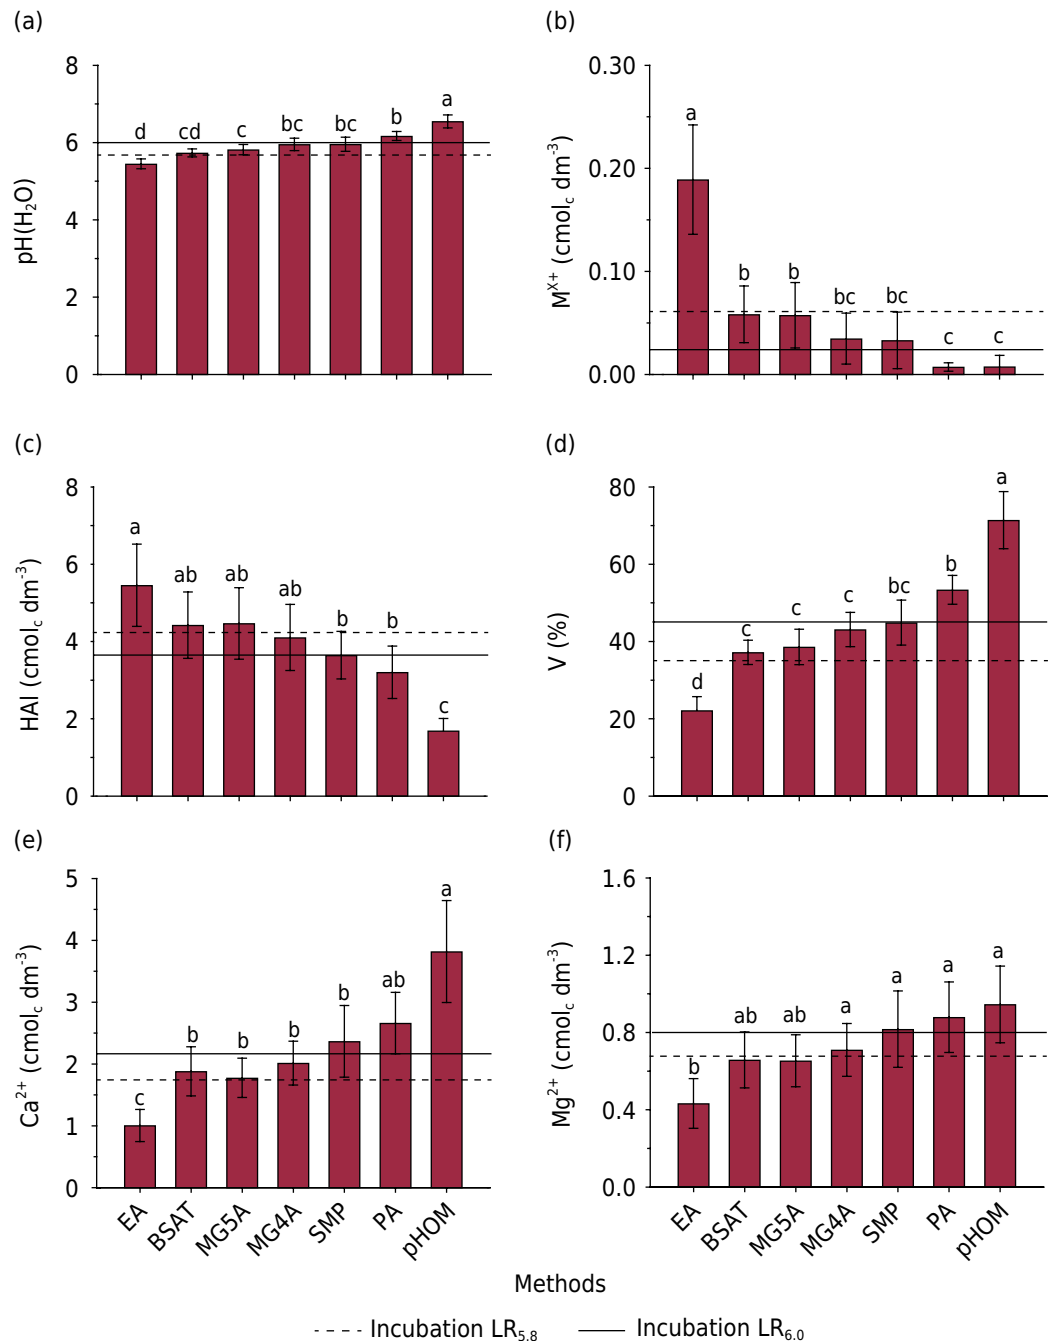 (a)
pH(H₂O)
8
6
4
2
0
d cd c bc bc b a
(b)
Mˣ⁺ (cmol꜀ dm⁻³)
0.30
0.20
0.10
0.00
a b b bc bc c c
(c)
HAl (cmol꜀ dm⁻³)
8
6
4
2
0
a ab ab ab b b c
(d)
V (%)
80
60
40
20
0
d c c c bc b a
(e)
Ca²⁺ (cmol꜀ dm⁻³)
5
4
3
2
1
0
c b b b b ab a
EA BSAT MG5A MG4A SMP PA pHOM
(f)
Mg²⁺ (cmol꜀ dm⁻³)
1.6
1.2
0.8
0.4
0.0
b ab ab a a a a
EA BSAT MG5A MG4A SMP PA pHOM
Methods
Incubation LR₅.₈ Incubation LR₆.₀